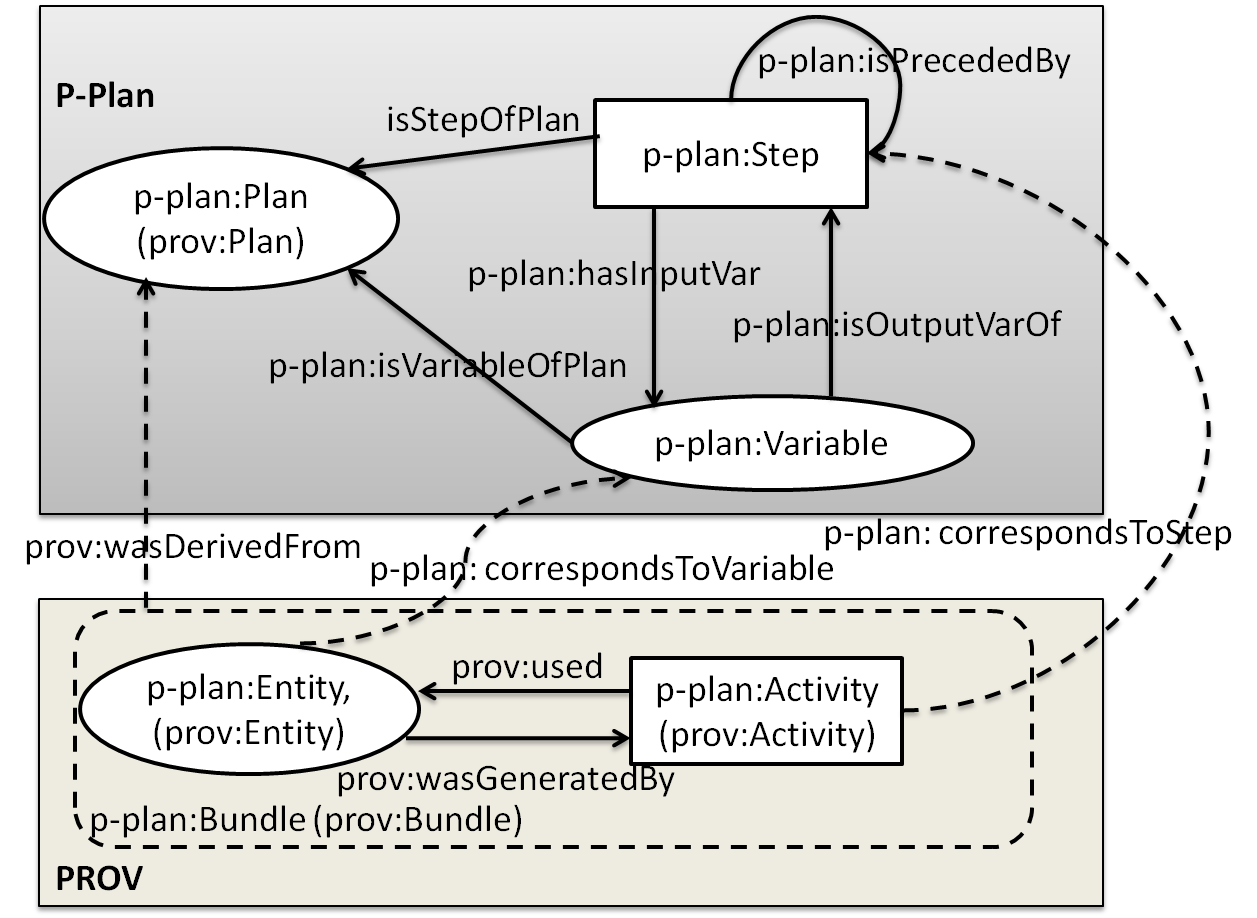 p-plan:isPrecededBy
P-Plan
isStepOfPlan
p-plan:Step
p-plan:Plan
(prov:Plan)
p-plan:hasInputVar
p-plan:isOutputVarOf
p-plan:isVariableOfPlan
p-plan:Variable
p-plan: correspondsToStep
prov:wasDerivedFrom
p-plan: correspondsToVariable
prov:used
p-plan:Entity,
(prov:Entity)
p-plan:Activity
(prov:Activity)
prov:wasGeneratedBy
p-plan:Bundle (prov:Bundle)
PROV